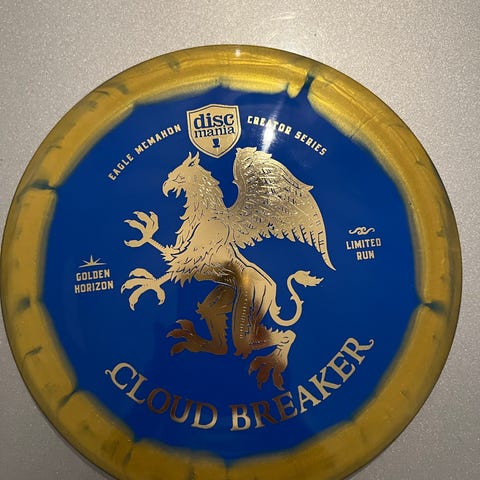 disc
mania
EAGLE MCMAHON
CREATOR SERIES
GOLDEN
HORIZON
LIMITED
RUN
CLOUD BREAKER